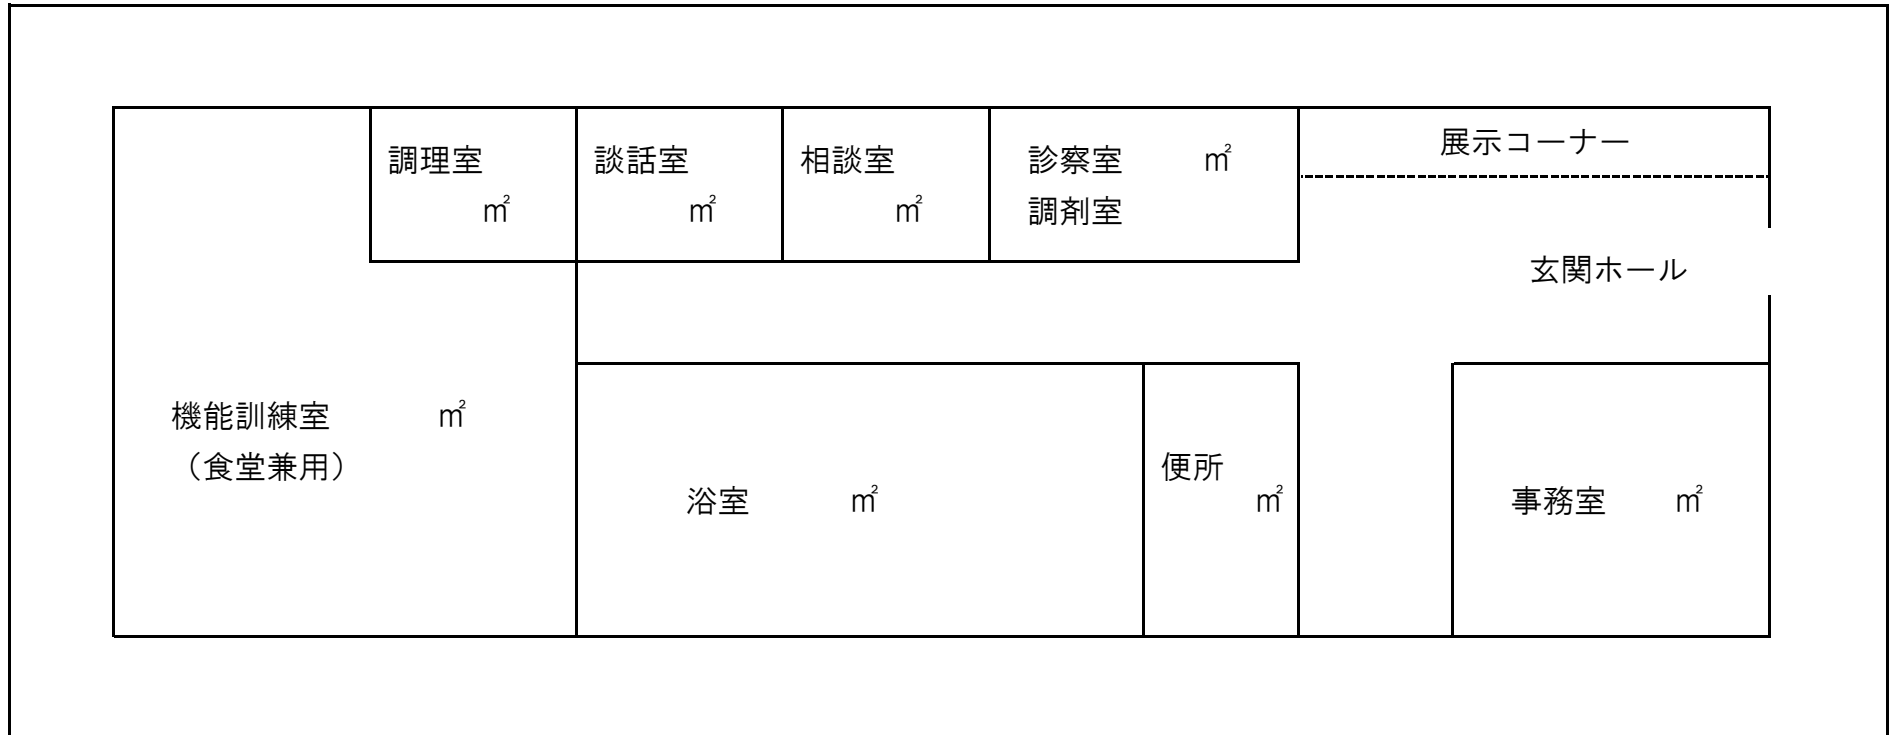 展示コーナー
調理室
㎡
談話室
㎡
相談室
㎡
診察室 ㎡
調剤室
玄関ホール
機能訓練室 ㎡
（食堂兼用）
浴室 ㎡
便所
㎡
事務室 ㎡